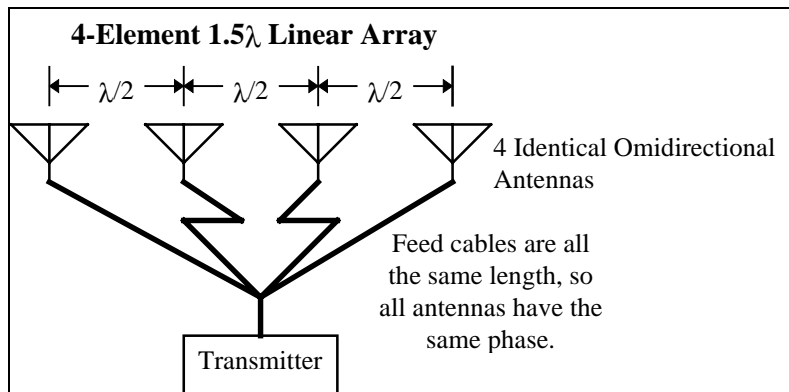 4-Element 1.5λ Linear Array
λ/2 λ/2 λ/2
4 Identical Omidirectional
Antennas
Feed cables are all
the same length, so
all antennas have the
same phase.
Transmitter